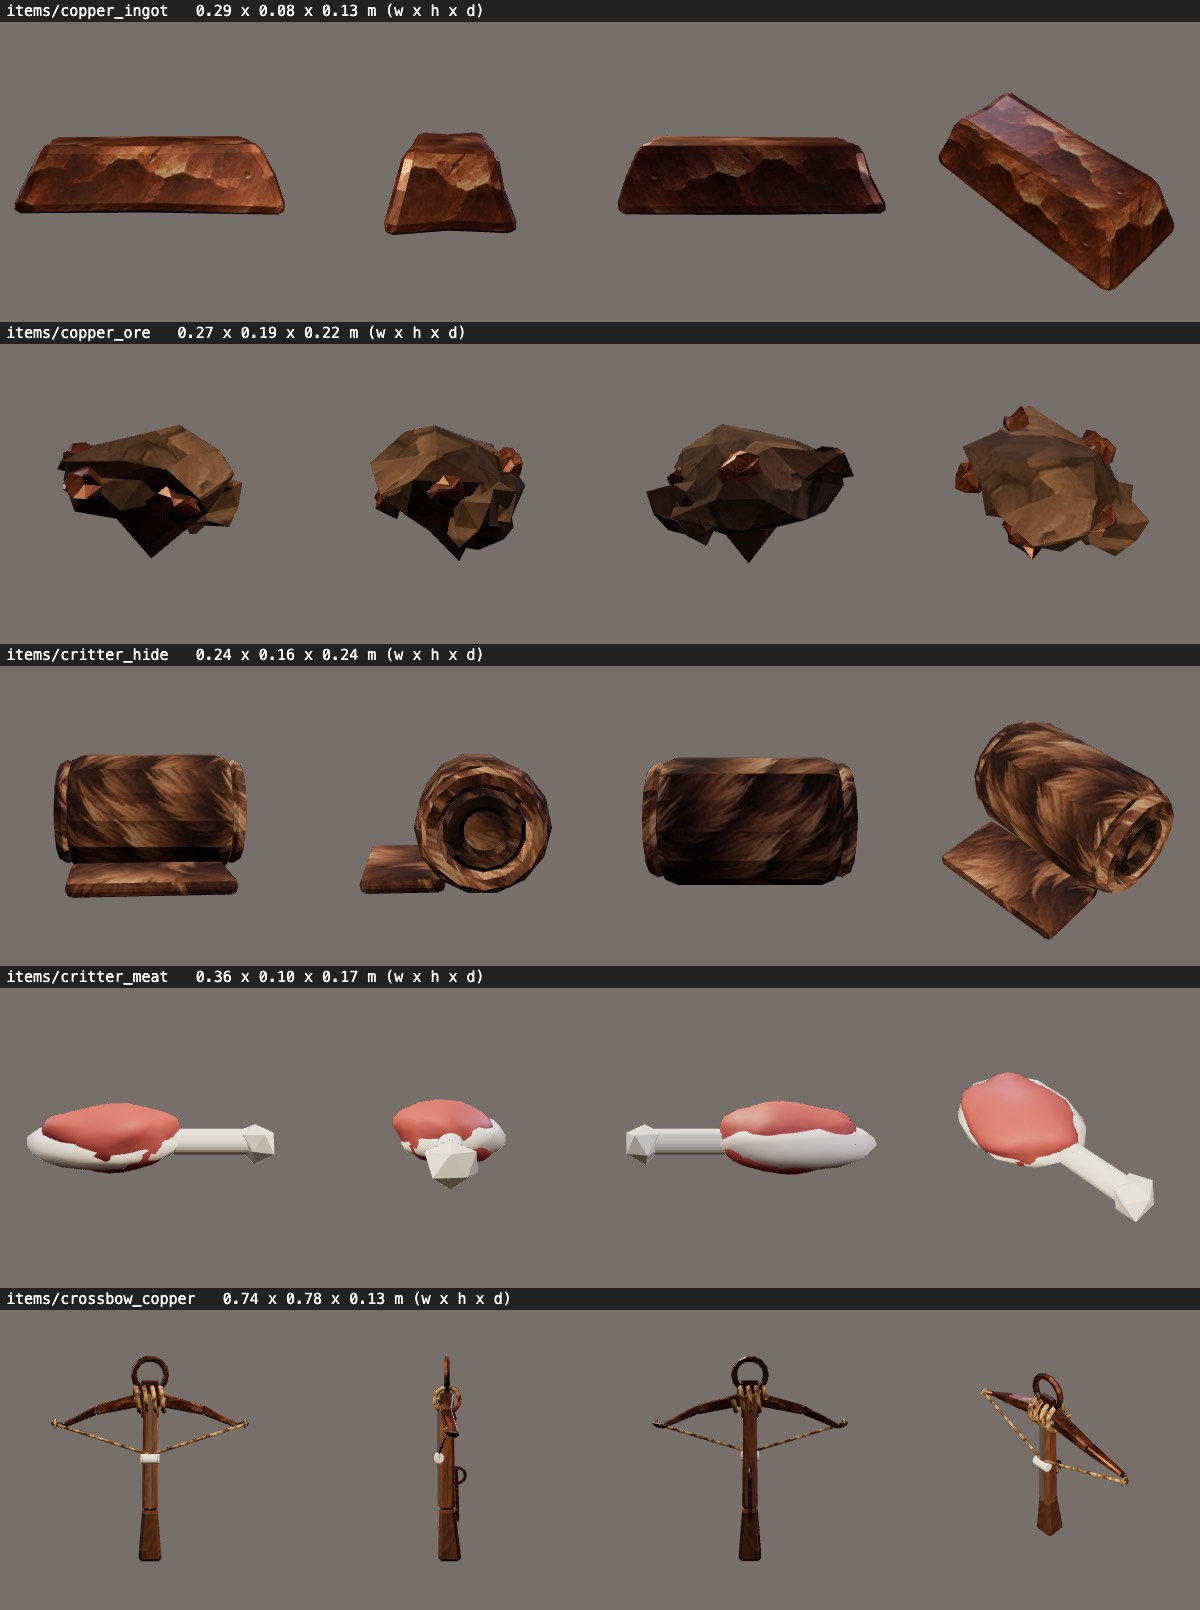 items/copper_ingot   0.29 x 0.08 x 0.13 m (w x h x d)
items/copper_ore   0.27 x 0.19 x 0.22 m (w x h x d)
items/critter_hide   0.24 x 0.16 x 0.24 m (w x h x d)
items/critter_meat   0.36 x 0.10 x 0.17 m (w x h x d)
items/crossbow_copper   0.74 x 0.78 x 0.13 m (w x h x d)